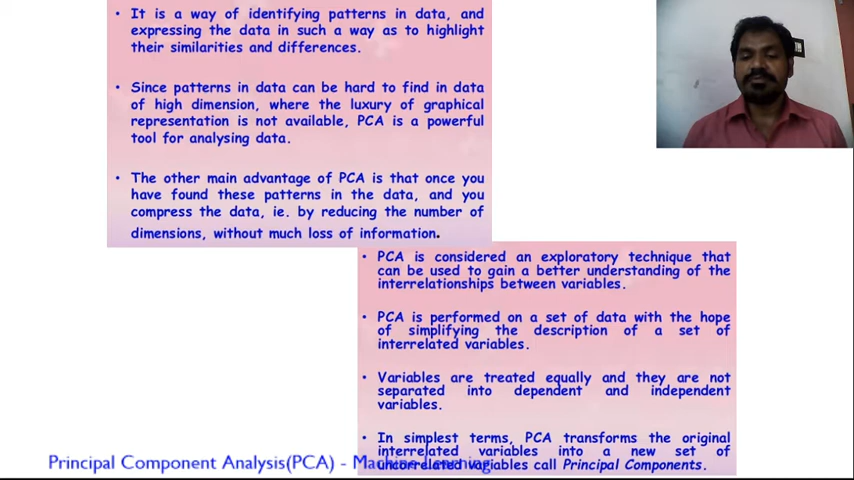 • It is a way of identifying patterns in data, and
expressing the data in such a way as to highlight
their similarities and differences.
• Since patterns in data can be hard to find in data
of high dimension, where the luxury of graphical
representation is not available, PCA is a powerful
tool for analysing data.
• The other main advantage of PCA is that once you
have found these patterns in the data, and you
compress the data, ie. by reducing the number of
dimensions, without much loss of information.
• PCA is considered an exploratory technique that
can be used to gain a better understanding of the
interrelationships between variables.
• PCA is performed on a set of data with the hope
of simplifying the description of a set of
interrelated variables.
• Variables are treated equally and they are not
separated into dependent and independent
variables.
• In simplest terms, PCA transforms the original
interrelated variables into a new set of
uncorrelated variables call Principal Components.
Principal Component Analysis(PCA) - Machine Learning